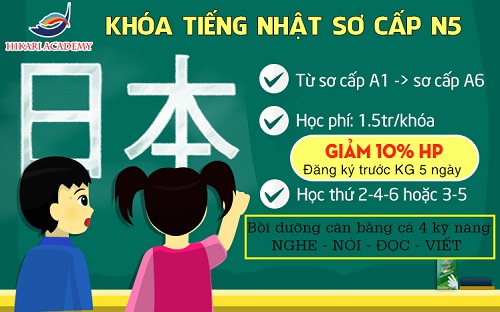 HIKARI ACADEMY
KHÓA TIẾNG NHẬT SƠ CẤP N5
日本
Từ sơ cấp A1 -> sơ cấp A6
Học phí: 1.5tr/khóa
GIẢM 10% HP
Đăng ký trước KG 5 ngày
Học thứ 2-4-6 hoặc 3-5
Bồi dưỡng cân bằng cả 4 kỹ năng
NGHE - NÓI - ĐỌC - VIẾT